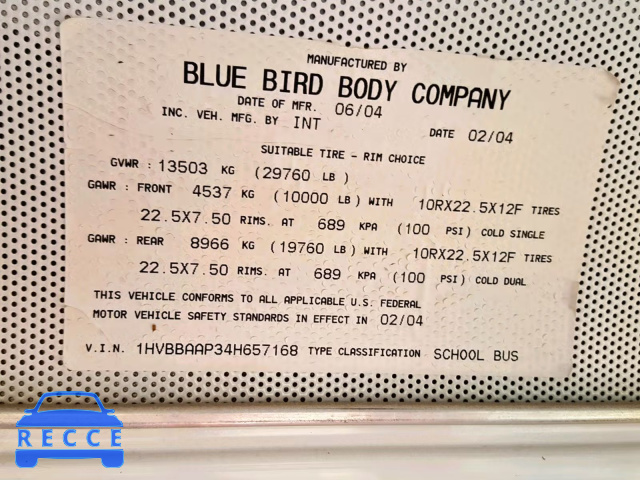 MANUFACTURED BY
BLUE BIRD BODY COMPANY
DATE OF MFR. 06/04
INC. VEH. MFG. BY INT DATE 02/04
SUITABLE TIRE - RIM CHOICE
GVWR : 13503 KG (29760 LB )
GAWR : FRONT 4537 KG (10000 LB ) WITH 10RX22.5X12F TIRES
22.5X7.50 RIMS. AT 689 KPA (100 PSI) COLD SINGLE
GAWR : REAR 8966 KG (19760 LB ) WITH 10RX22.5X12F TIRES
22.5X7.50 RIMS. AT 689 KPA (100 PSI) COLD DUAL
THIS VEHICLE CONFORMS TO ALL APPLICABLE U.S. FEDERAL
MOTOR VEHICLE SAFETY STANDARDS IN EFFECT IN 02/04
V.I.N. 1HVBBAAP34H657168 TYPE CLASSIFICATION SCHOOL BUS
RECCE